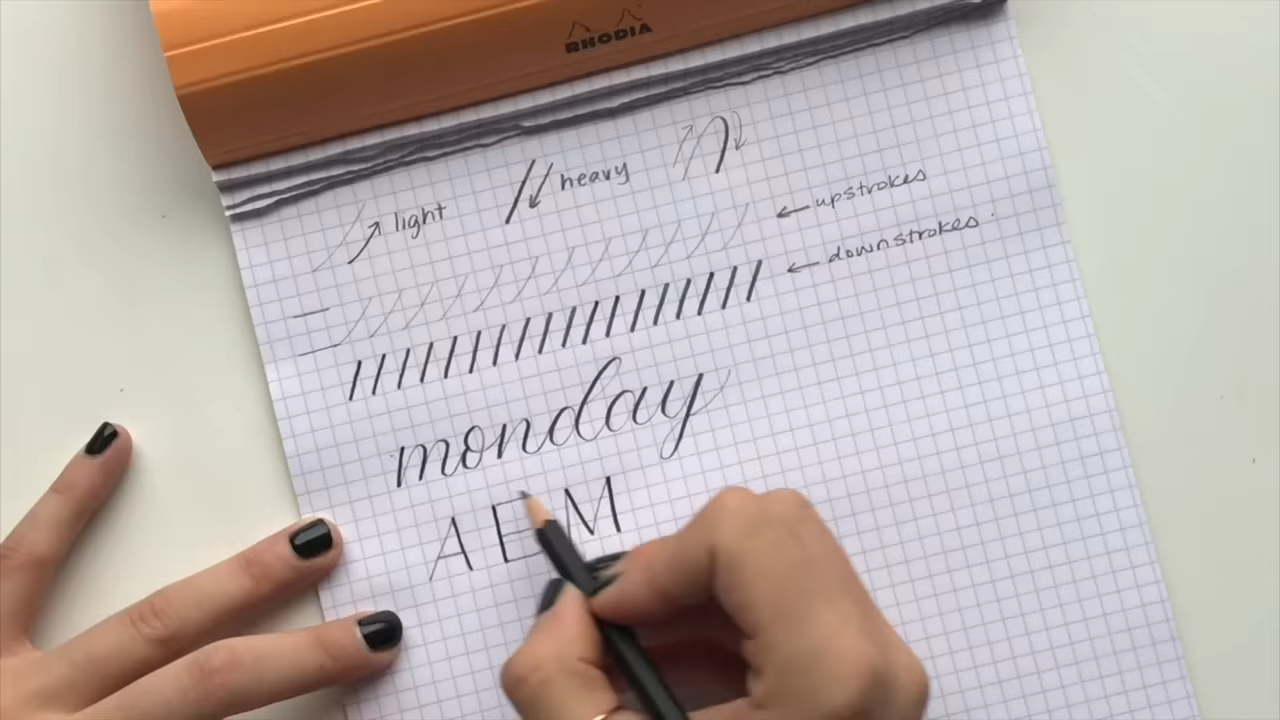 RHODIA
light heavy
upstrokes
downstrokes
monday
A E M